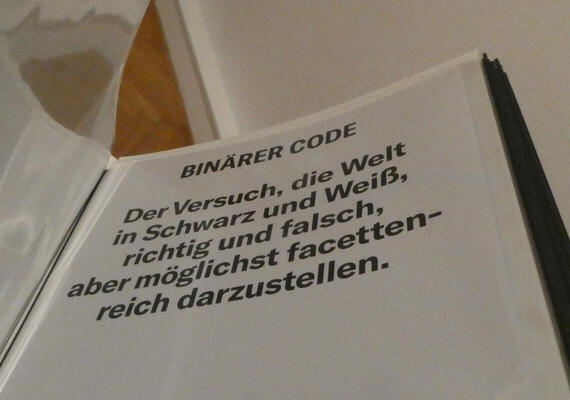 BINÄRER CODE
Der Versuch, die Welt
in Schwarz und Weiß,
richtig und falsch,
aber möglichst facetten-
reich darzustellen.